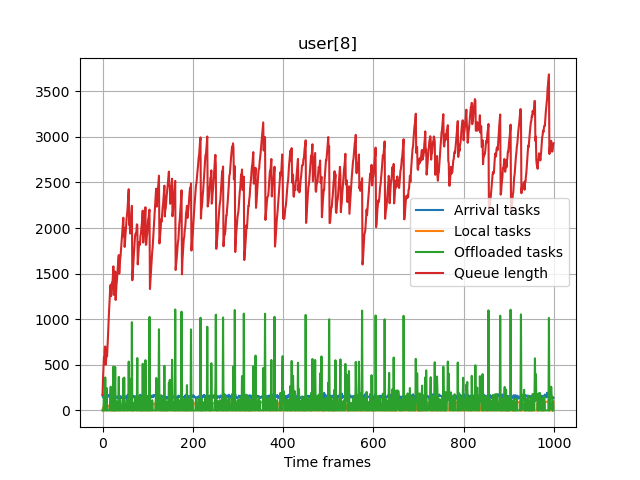 user[8]
3500
3000
2500
2000
1500
1000
500
0
Arrival tasks
Local tasks
Offloaded tasks
Queue length
0 200 400 600 800 1000
Time frames